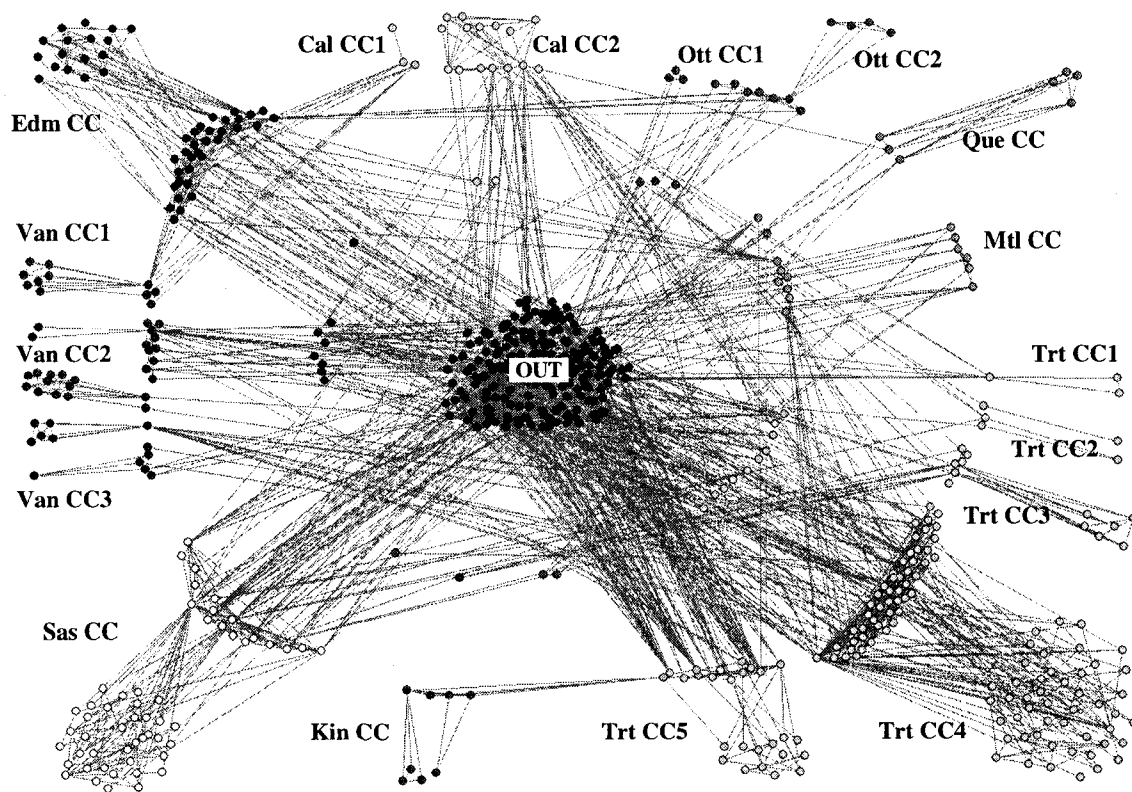 Cal CC1
Cal CC2
Ott CC1
Ott CC2
Edm CC
Que CC
Van CC1
Mtl CC
Van CC2
OUT
Trt CC1
Trt CC2
Van CC3
Trt CC3
Sas CC
Kin CC
Trt CC5
Trt CC4